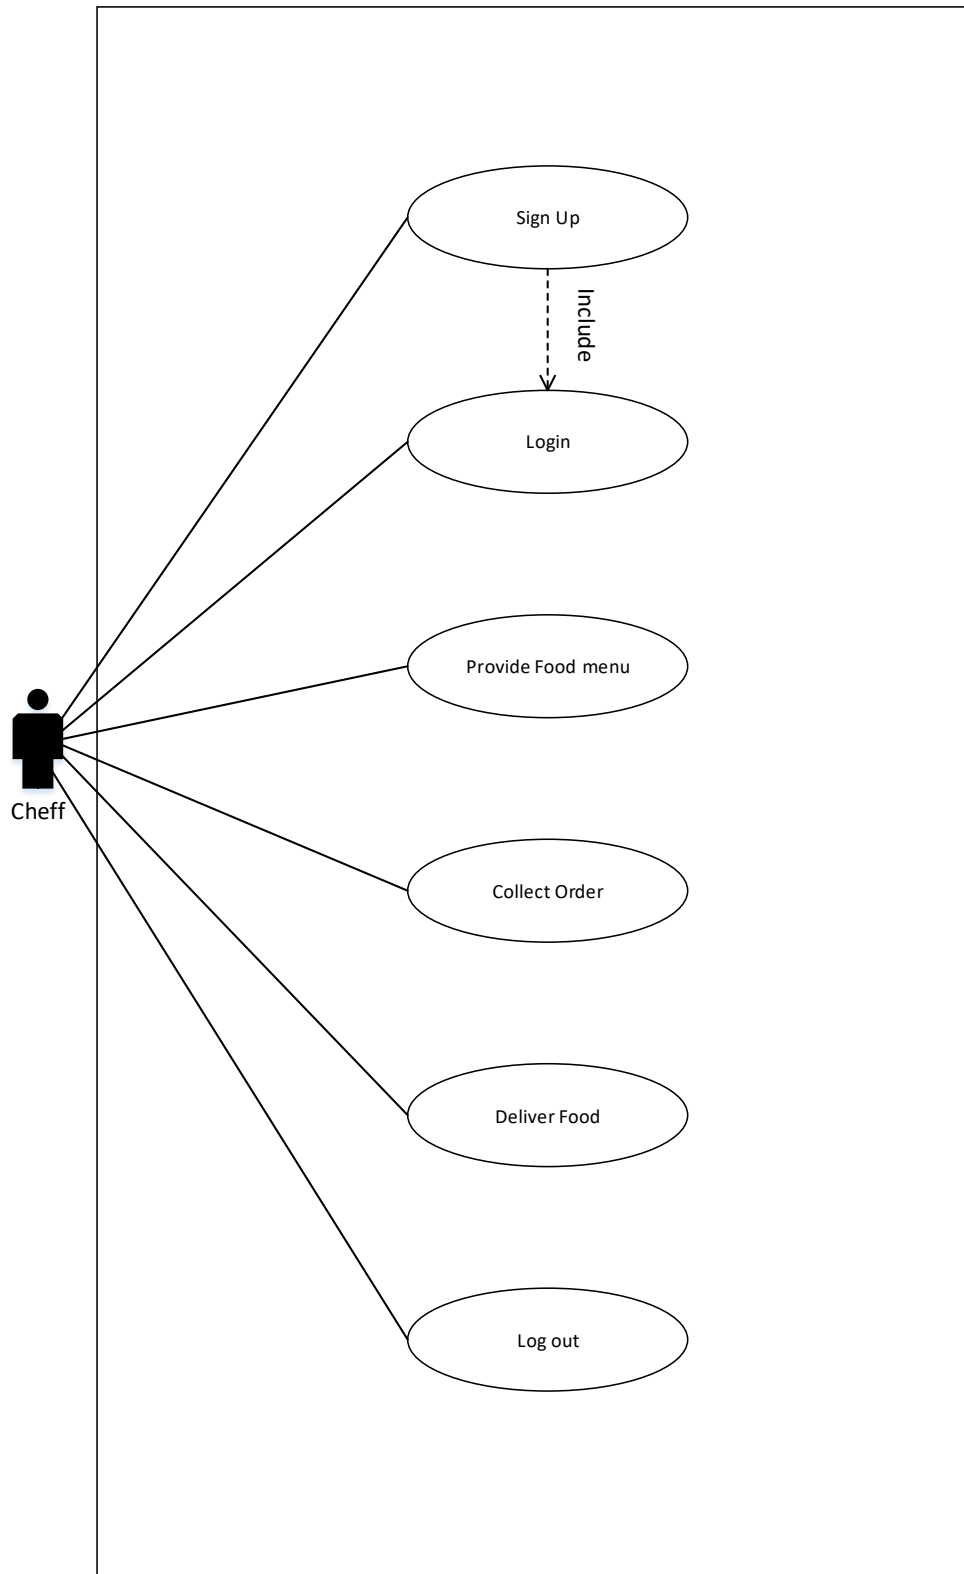 Sign Up
Include
Login
Provide Food menu
Cheff
Collect Order
Deliver Food
Log out